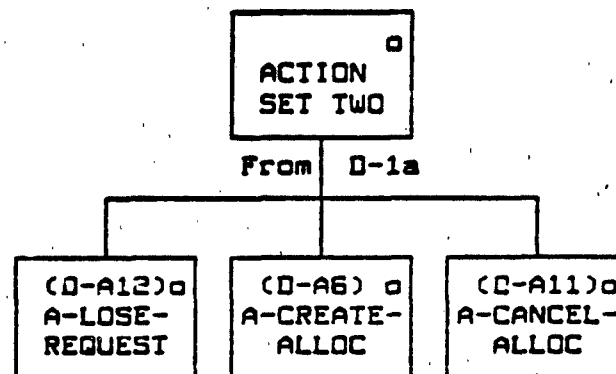 ACTION
SET TWO
From D-1a
(D-A12)
A-LOSE-
REQUEST
(D-A6)
A-CREATE-
ALLOC
(D-A11)
A-CANCEL-
ALLOC